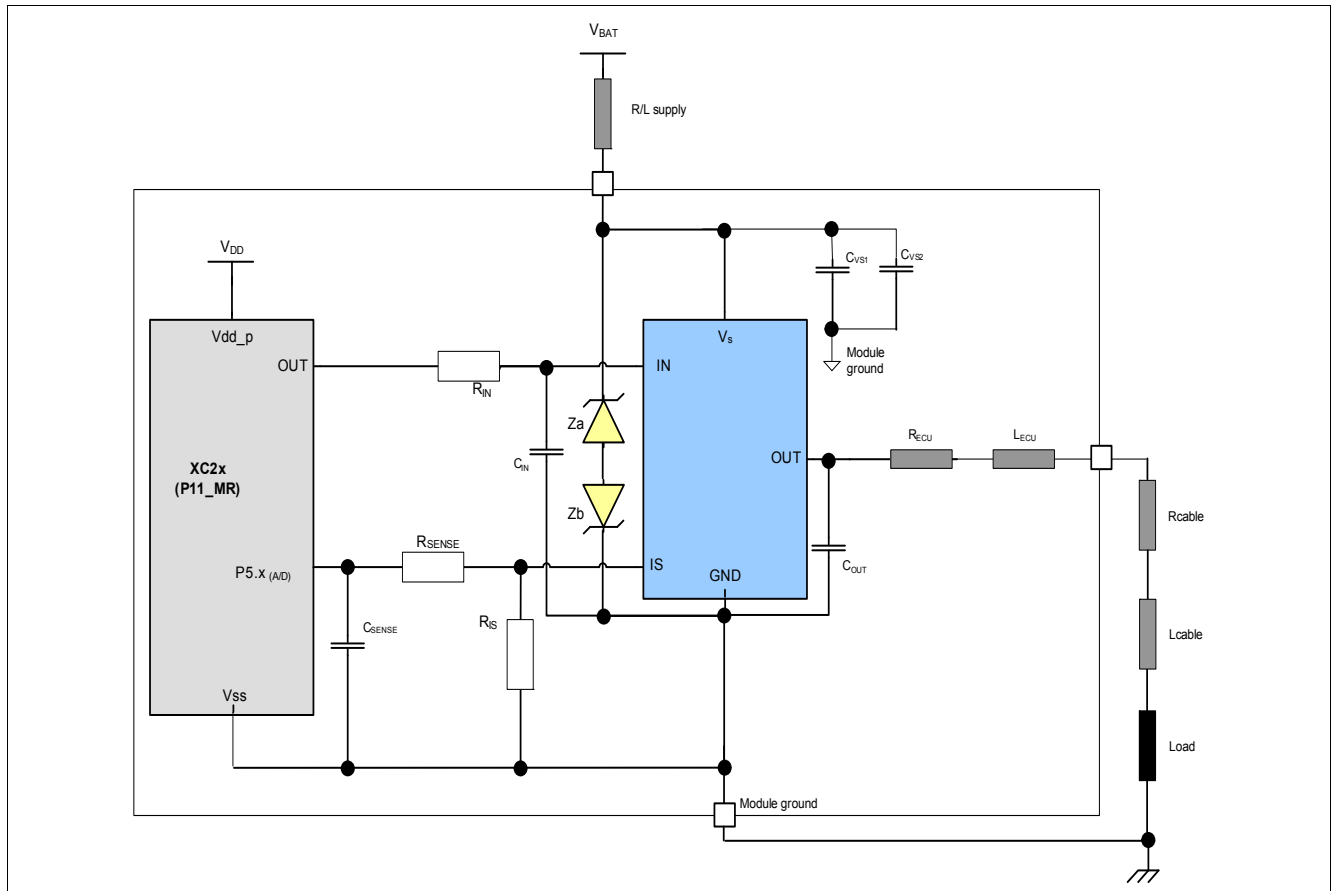 VBAT
R/L supply
VDD
CVS1
CVS2
Vdd_p
OUT
RIN
IN
Vs
Module
ground
Za
CIN
XC2x
(P11_MR)
Zb
OUT
RECU
LECU
Rcable
RSENSE
P5.x (A/D)
IS
GND
COUT
CSENSE
RIS
Lcable
Vss
Load
Module ground